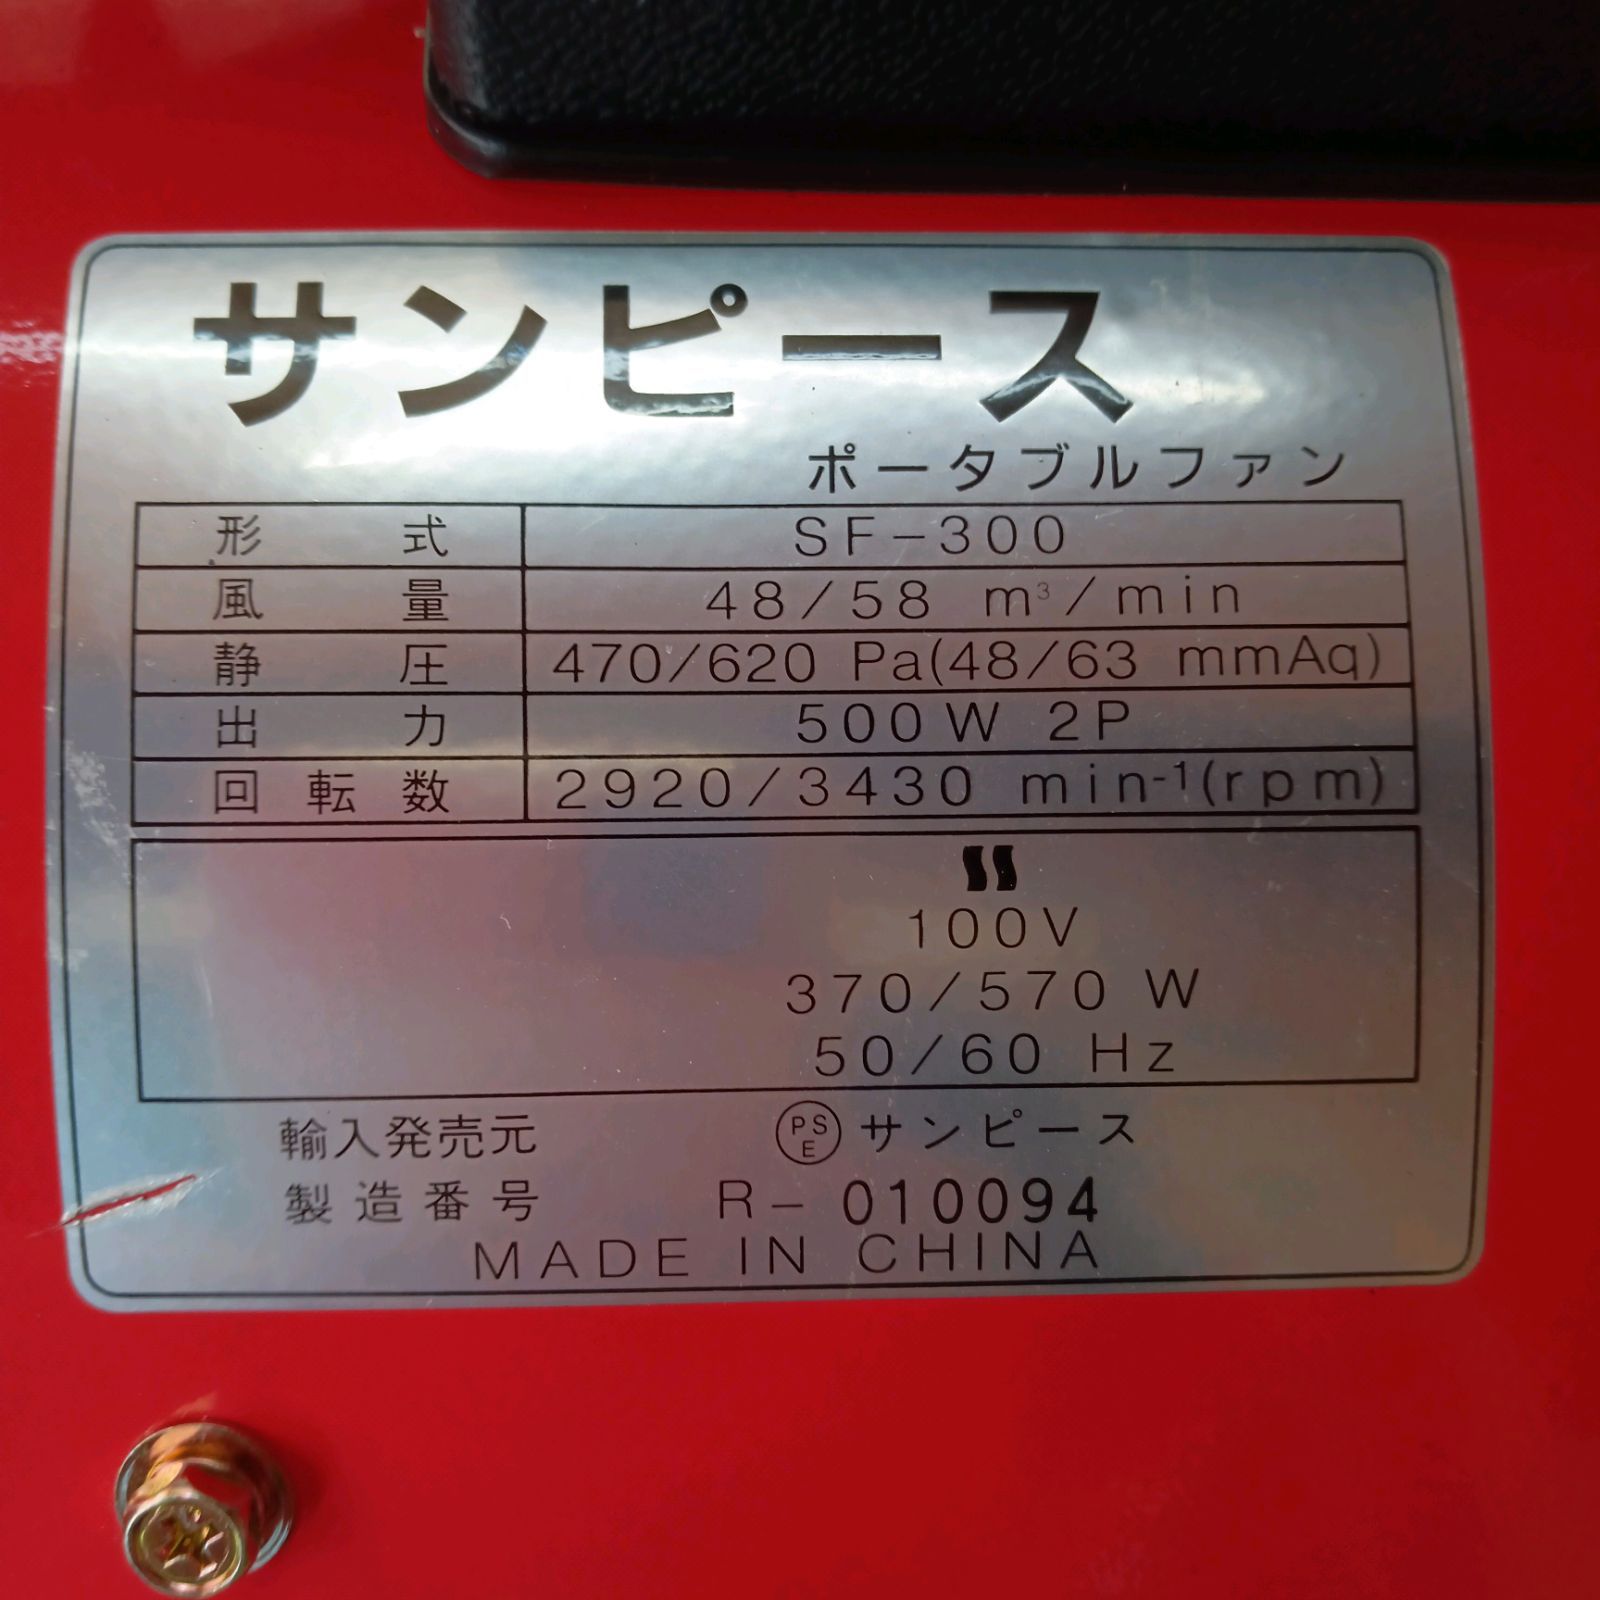 サンピース
ポータブルファン
形式 SF-300
風量 48/58 m³/min
静圧 470/620 Pa(48/63 mmAq)
出力 500W 2P
回転数 2920/3430 min-1(rpm)
100V
370/570 W
50/60 Hz
輸入発売元 PSE サンピース
製造番号 R-010094
MADE IN CHINA